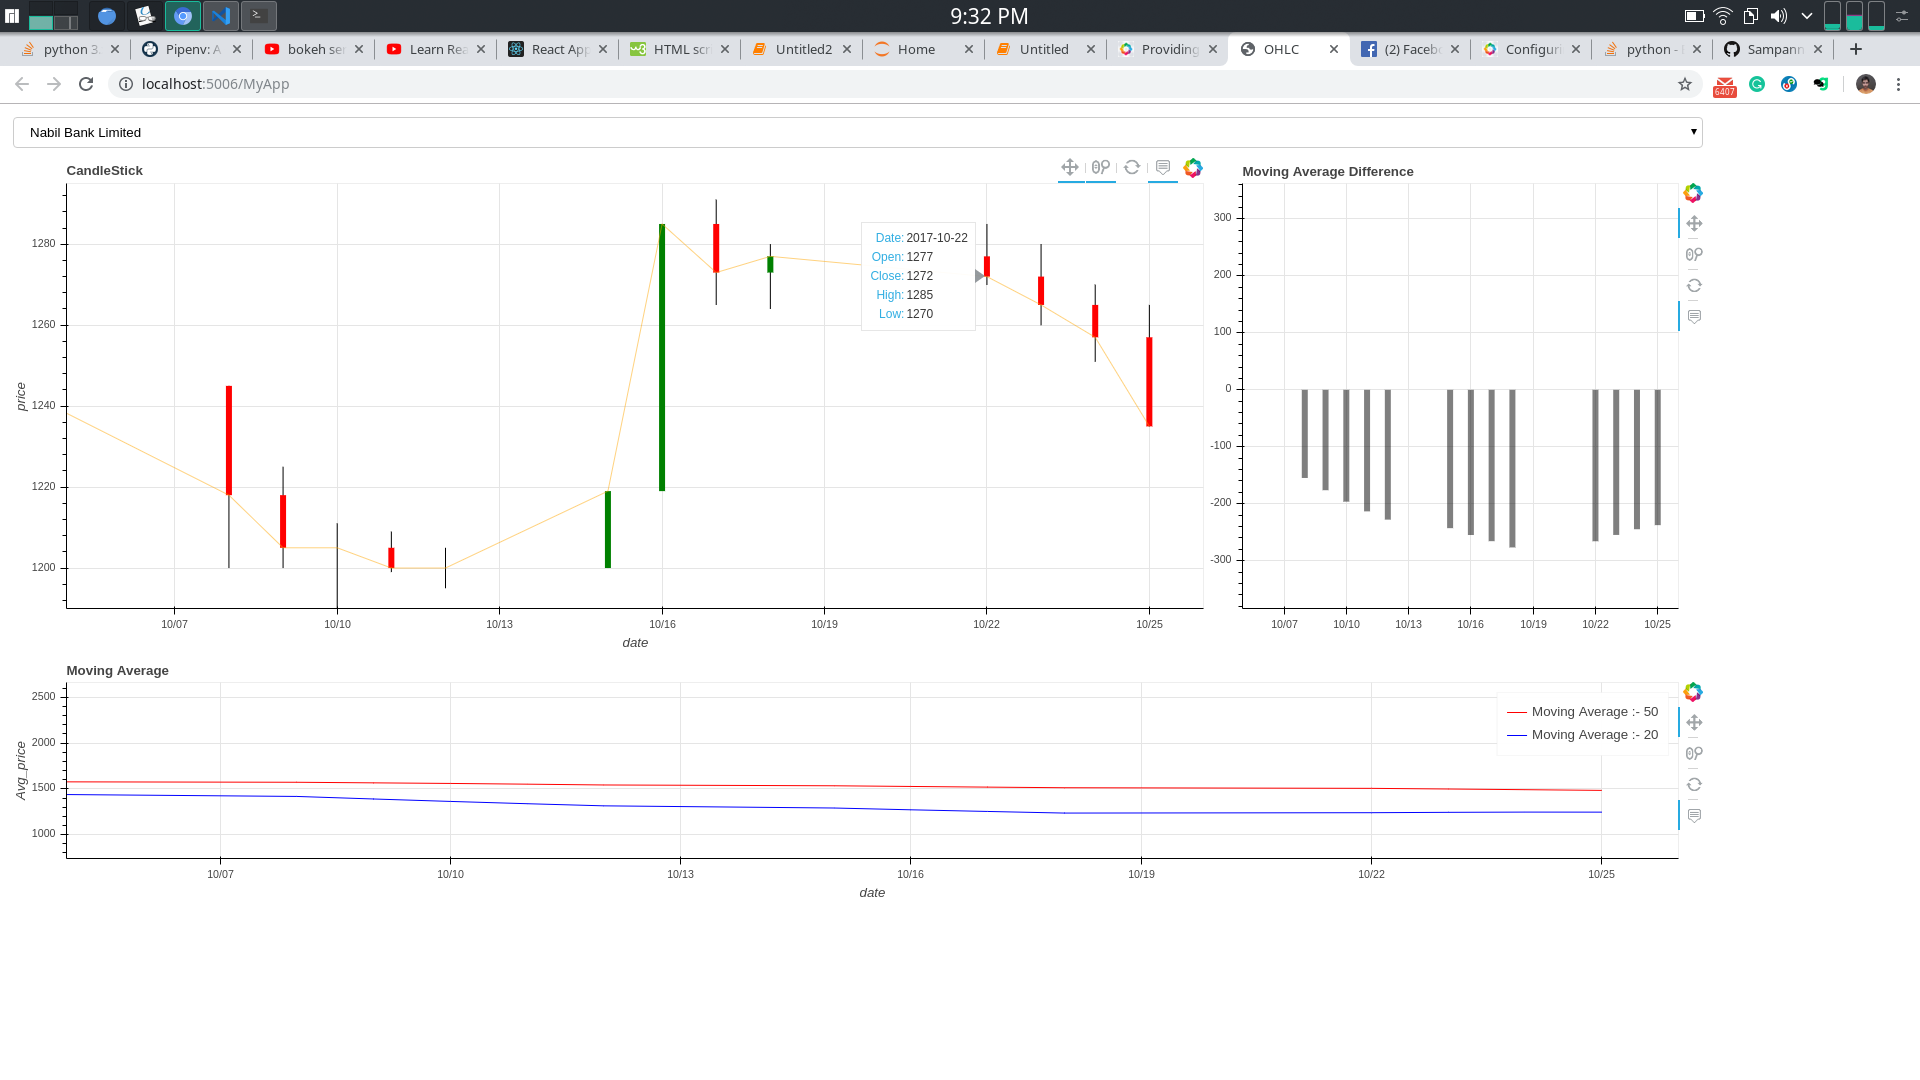 9:32 PM
python 3.
Pipenv: A
bokeh ser
Learn Rea
React App
HTML scri
Untitled2
Home
Untitled
Providing
OHLC
(2) Facebo
Configuri
python -
Sampann
localhost:5006/MyApp
6407
Nabil Bank Limited
CandleStick
1280
1260
1240
1220
1200
price
10/07
10/10
10/13
10/16
10/19
10/22
10/25
date
Date: 2017-10-22
Open: 1277
Close: 1272
High: 1285
Low: 1270
Moving Average Difference
300
200
100
0
-100
-200
-300
10/07
10/10
10/13
10/16
10/19
10/22
10/25
Moving Average
2500
2000
1500
1000
Avg_price
Moving Average :- 50
Moving Average :- 20
10/07
10/10
10/13
10/16
10/19
10/22
10/25
date